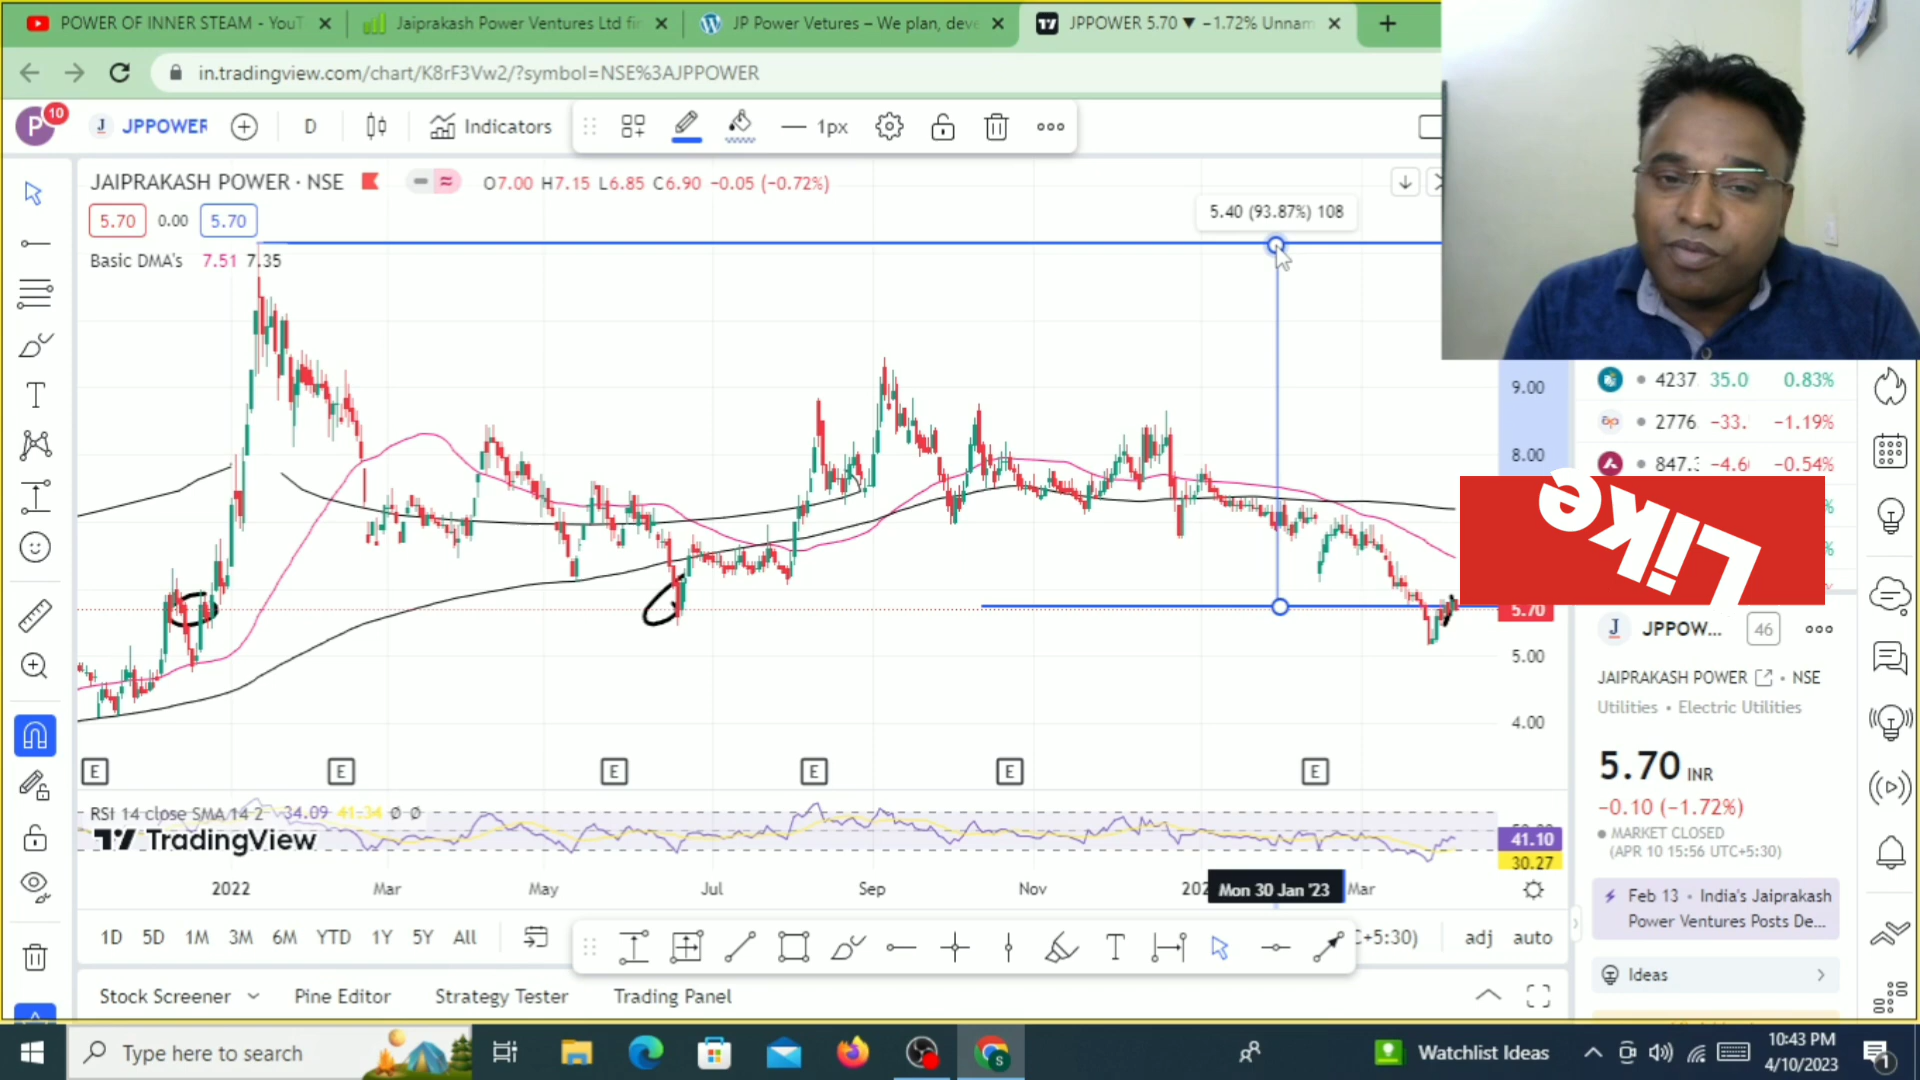 POWER OF INNER STEAM - YouT
Jaiprakash Power Ventures Ltd fin
JP Power Vetures – We plan, deve
JPPOWER 5.70 ▼ −1.72% Unnam
in.tradingview.com/chart/K8rF3Vw2/?symbol=NSE%3AJPPOWER
P
10
J
JPPOWER
D
Indicators
1px
JAIPRAKASH POWER · NSE
O7.00 H7.15 L6.85 C6.90 −0.05 (−0.72%)
5.70 0.00 5.70
Basic DMA's 7.51 7.35
5.40 (93.87%) 108
9.00
8.00
5.70
5.00
4.00
4237 35.0 0.83%
2776 −33. −1.19%
847. −4.6 −0.54%
Like
J JPPOW... 46
JAIPRAKASH POWER • NSE
Utilities • Electric Utilities
5.70 INR
−0.10 (−1.72%)
MARKET CLOSED
(APR 10 15:56 UTC+5:30)
Feb 13 • India's Jaiprakash
Power Ventures Posts De...
Ideas
E E E E E E
RSI 14 close SMA 14 2 34.09 41.34 Ø Ø
TradingView
41.10
30.27
2022 Mar May Jul Sep Nov 202 Mon 30 Jan '23 Mar
1D 5D 1M 3M 6M YTD 1Y 5Y All
C+5:30) adj auto
Stock Screener Pine Editor Strategy Tester Trading Panel
Type here to search
Watchlist Ideas
10:43 PM
4/10/2023
1